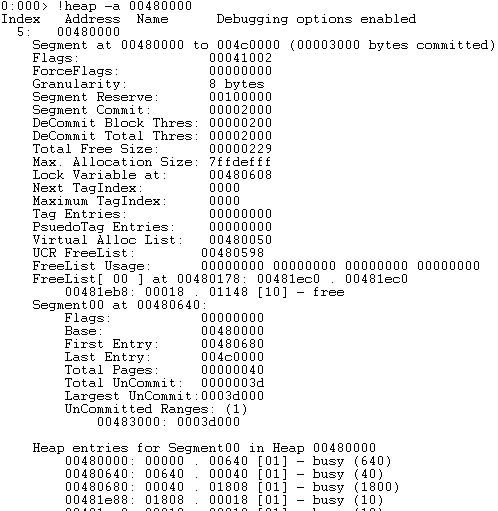 0:000> !heap -a 00480000
Index   Address  Name      Debugging options enabled
  5:   00480000
    Segment at 00480000 to 004c0000 (00003000 bytes committed)
    Flags:                00041002
    ForceFlags:           00000000
    Granularity:          8 bytes
    Segment Reserve:      00100000
    Segment Commit:       00002000
    DeCommit Block Thres: 00000200
    DeCommit Total Thres: 00002000
    Total Free Size:      00000229
    Max. Allocation Size: 7ffdefff
    Lock Variable at:     00480608
    Next TagIndex:        0000
    Maximum TagIndex:     0000
    Tag Entries:          00000000
    PsuedoTag Entries:    00000000
    Virtual Alloc List:   00480050
    UCR FreeList:         00480598
    FreeList Usage:      00000000 00000000 00000000 00000000
    FreeList[ 00 ] at 00480178: 00481ec0 . 00481ec0
        00481eb8: 00018 . 01148 [10] - free
    Segment00 at 00480640:
        Flags:           00000000
        Base:            00480000
        First Entry:     00480680
        Last Entry:      004c0000
        Total Pages:     00000040
        Total UnCommit:  0000003d
        Largest UnCommit:0003d000
        UnCommitted Ranges: (1)
            00483000: 0003d000
    Heap entries for Segment00 in Heap 00480000
        00480000: 00000 . 00640 [01] - busy (640)
        00480640: 00640 . 00040 [01] - busy (40)
        00480680: 00040 . 01808 [01] - busy (1800)
        00481e88: 01808 . 00018 [01] - busy (10)